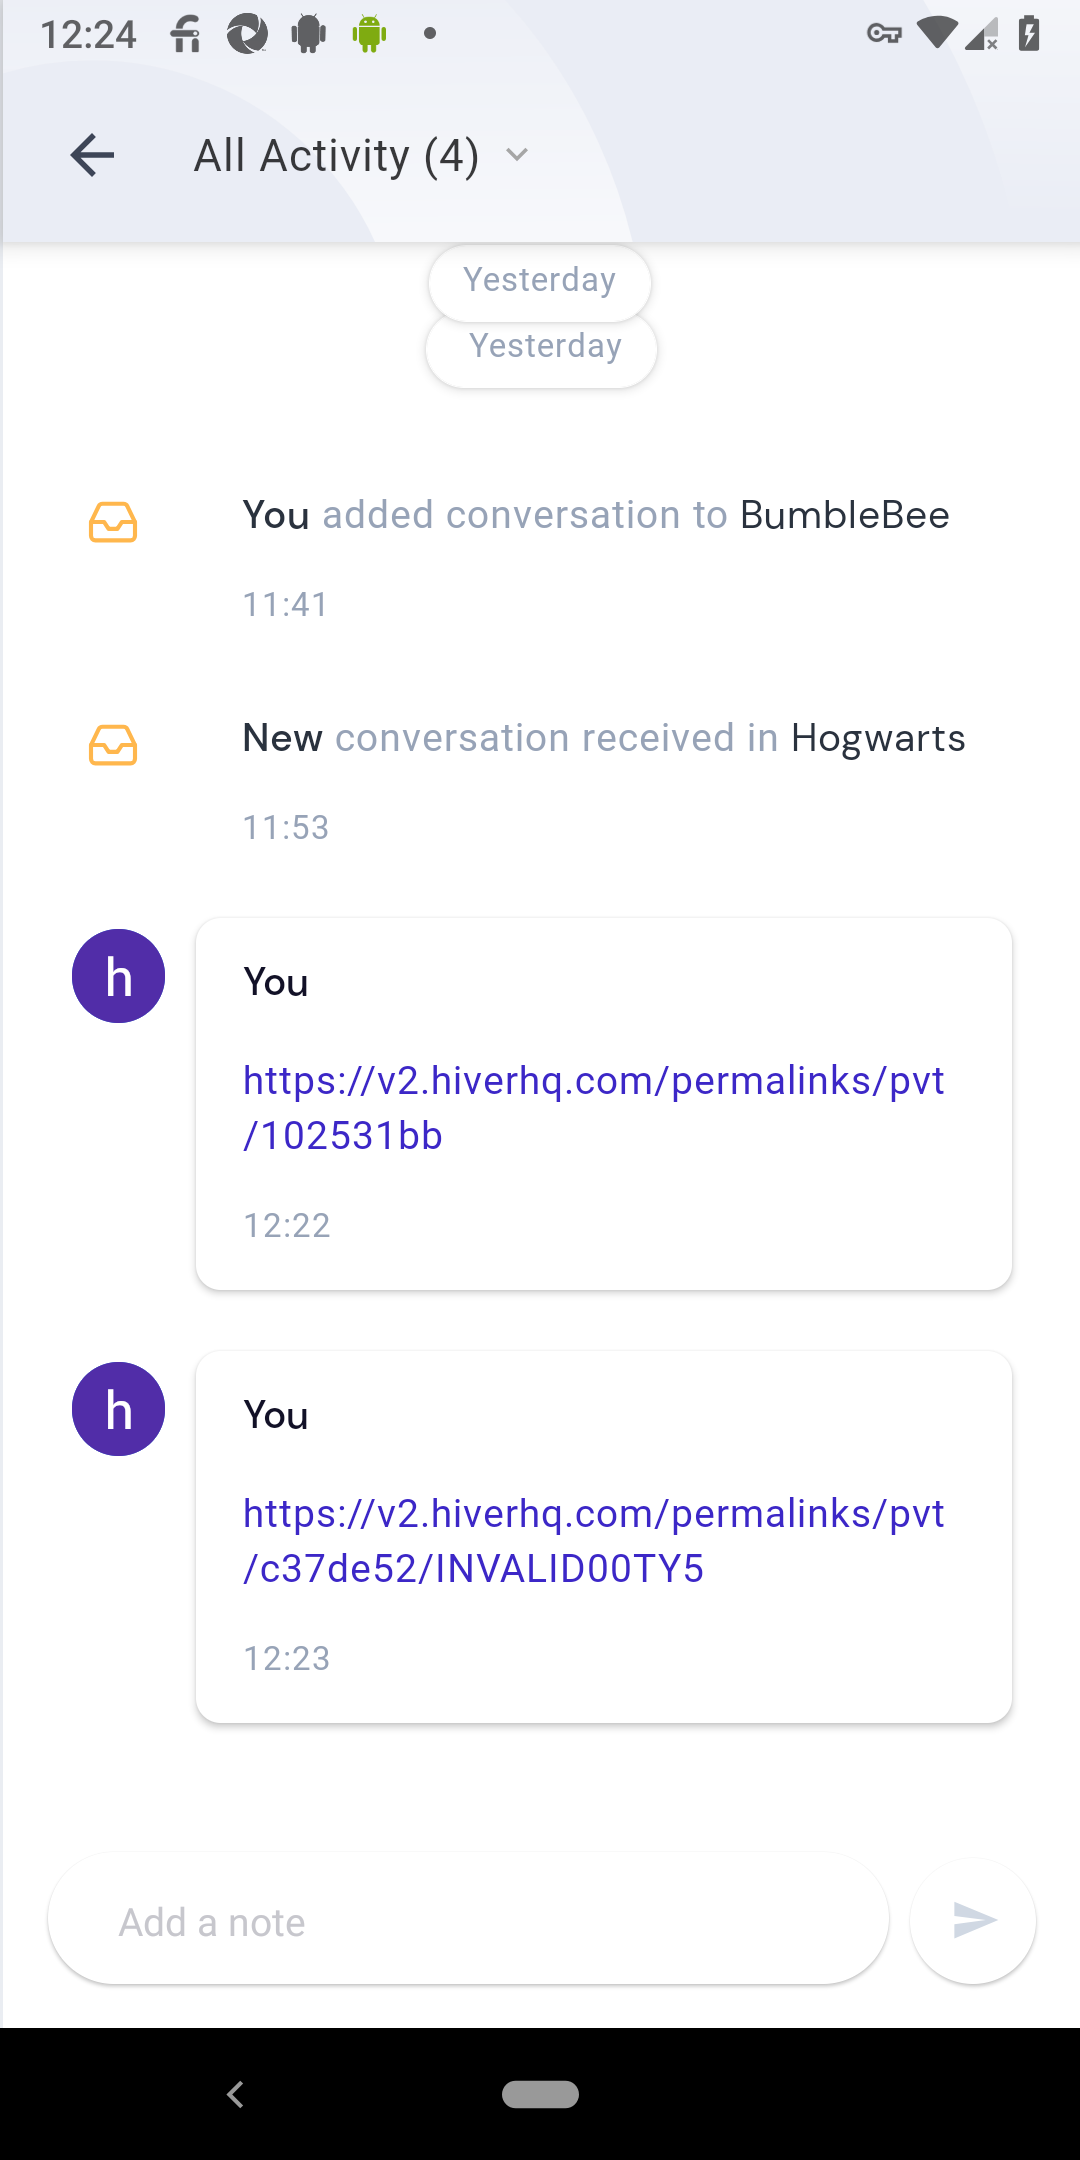 12:24
All Activity (4)
Yesterday
Yesterday
You added conversation to BumbleBee
11:41
New conversation received in Hogwarts
11:53
h
You
https://v2.hiverhq.com/permalinks/pvt
/102531bb
12:22
h
You
https://v2.hiverhq.com/permalinks/pvt
/c37de52/INVALID00TY5
12:23
Add a note